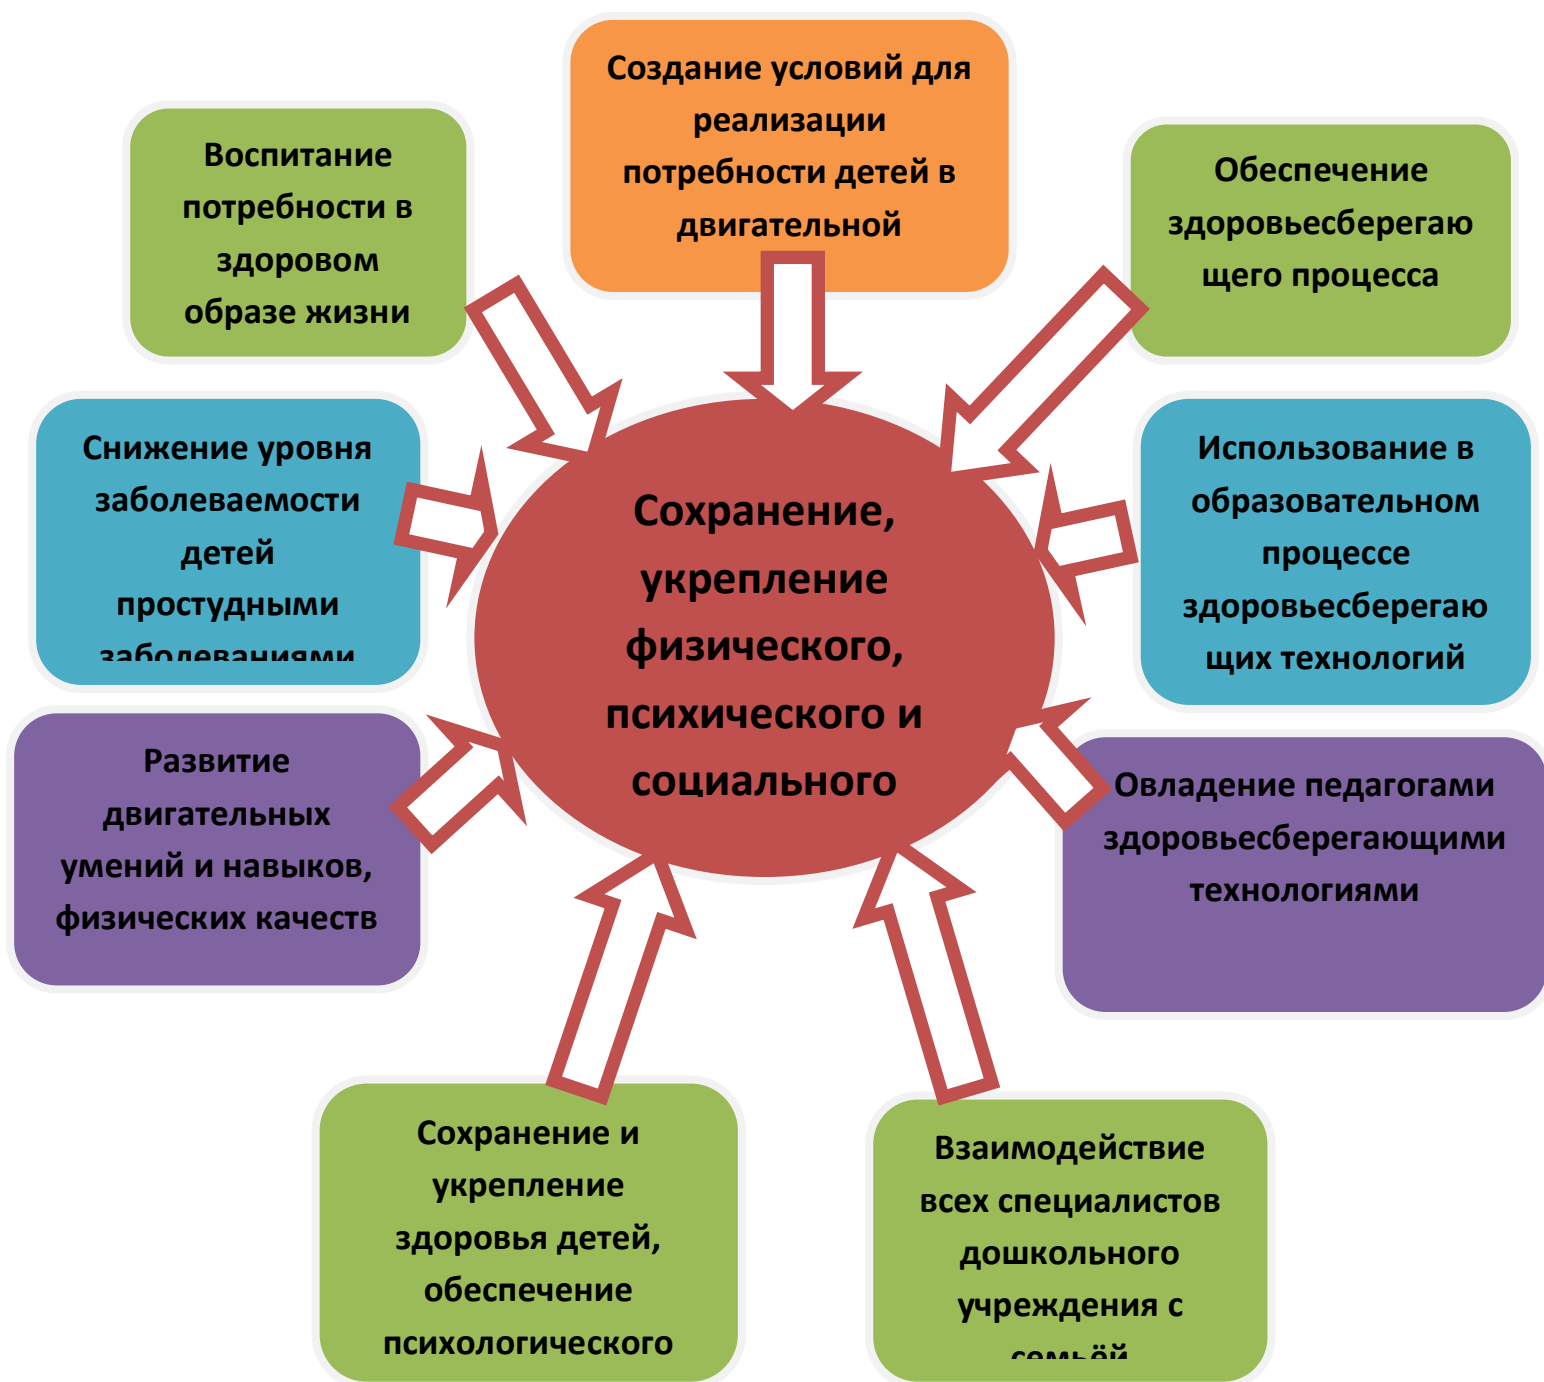 Создание условий для
реализации
потребности детей в
двигательной
Воспитание
потребности в
здоровом
образе жизни
Обеспечение
здоровьесберегаю
щего процесса
Снижение уровня
заболеваемости
детей
простудными
заболеваниями
Сохранение,
укрепление
физического,
психического и
социального
Использование в
образовательном
процессе
здоровьесберегаю
щих технологий
Развитие
двигательных
умений и навыков,
физических качеств
Овладение педагогами
здоровьесберегающими
технологиями
Сохранение и
укрепление
здоровья детей,
обеспечение
психологического
Взаимодействие
всех специалистов
дошкольного
учреждения с
семьёй